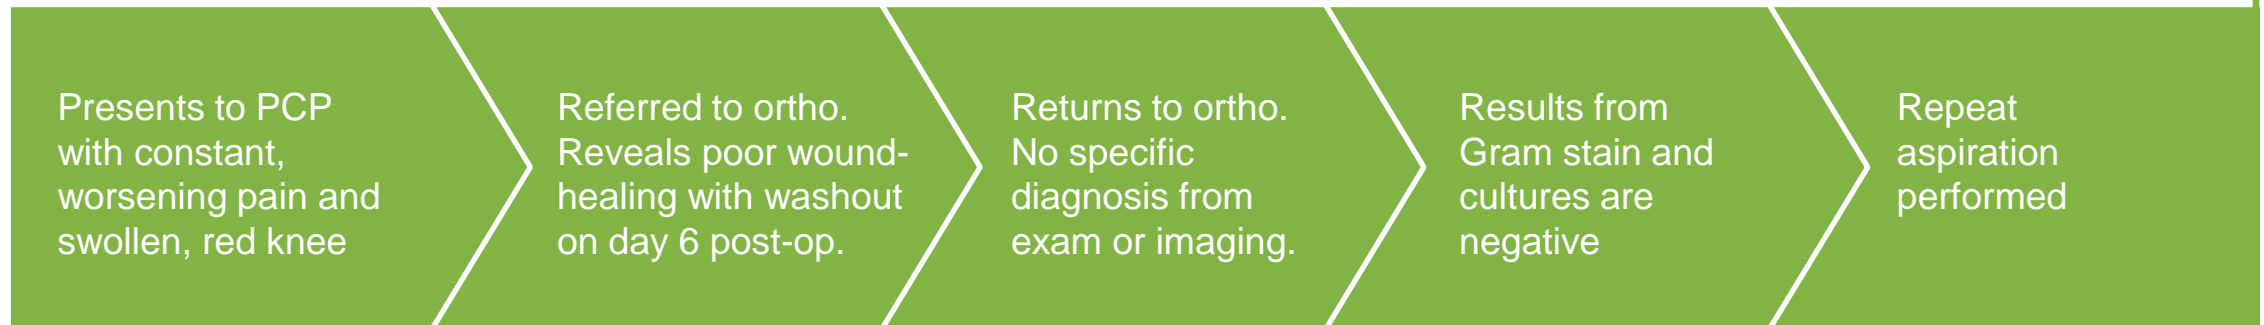 Presents to PCP
with constant,
worsening pain and
swollen, red knee
Referred to ortho.
Reveals poor wound-
healing with washout
on day 6 post-op.
Returns to ortho.
No specific
diagnosis from
exam or imaging.
Results from
Gram stain and
cultures are
negative
Repeat
aspiration
performed